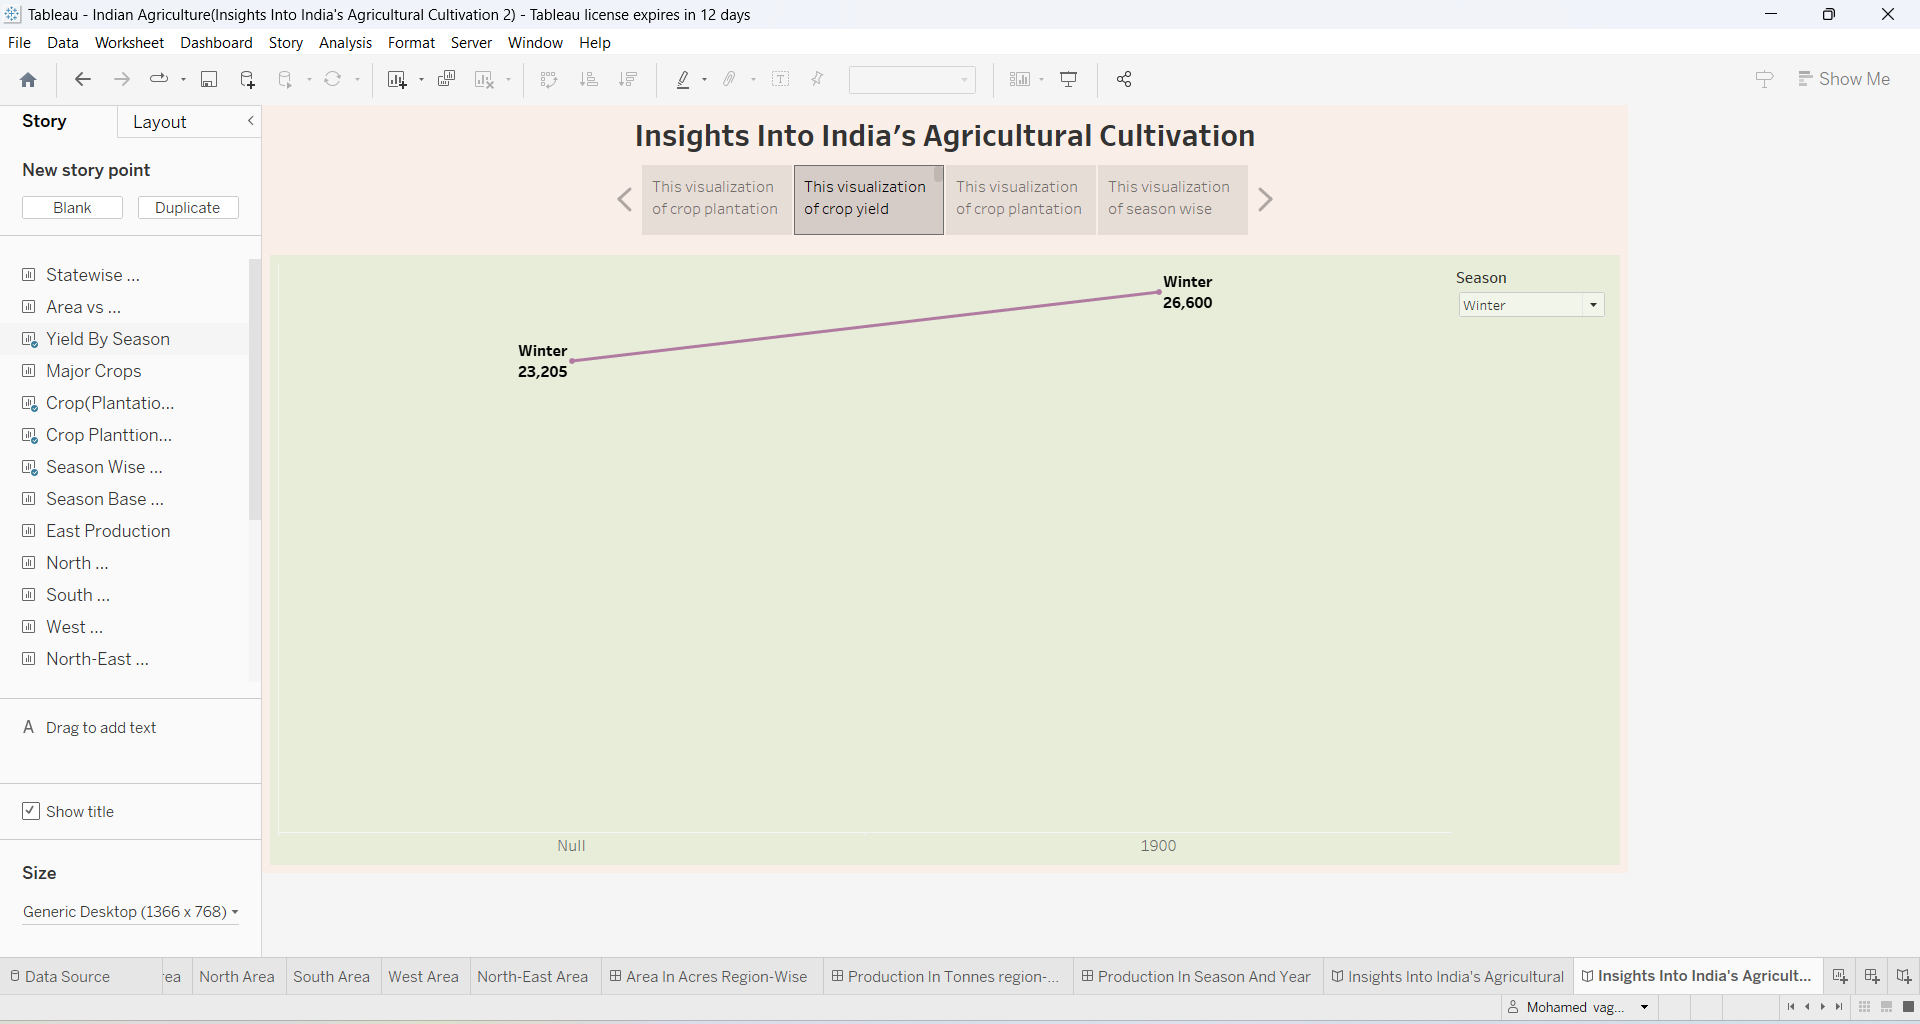 Tableau - Indian Agriculture(Insights Into India's Agricultural Cultivation 2) - Tableau license expires in 12 days
File Data Worksheet Dashboard Story Analysis Format Server Window Help
Show Me
Story Layout
New story point
Blank Duplicate
Statewise ...
Area vs ...
Yield By Season
Major Crops
Crop(Plantatio...
Crop Planttion...
Season Wise ...
Season Base ...
East Production
North ...
South ...
West ...
North-East ...
A Drag to add text
Show title
Size
Generic Desktop (1366 x 768)
Insights Into India's Agricultural Cultivation
This visualization
of crop plantation
This visualization
of crop yield
This visualization
of crop plantation
This visualization
of season wise
Winter
23,205
Winter
26,600
Season
Winter
Null 1900
Data Source rea North Area South Area West Area North-East Area Area In Acres Region-Wise Production In Tonnes region-... Production In Season And Year Insights Into India's Agricultural Insights Into India's Agricult...
Mohamed vag...